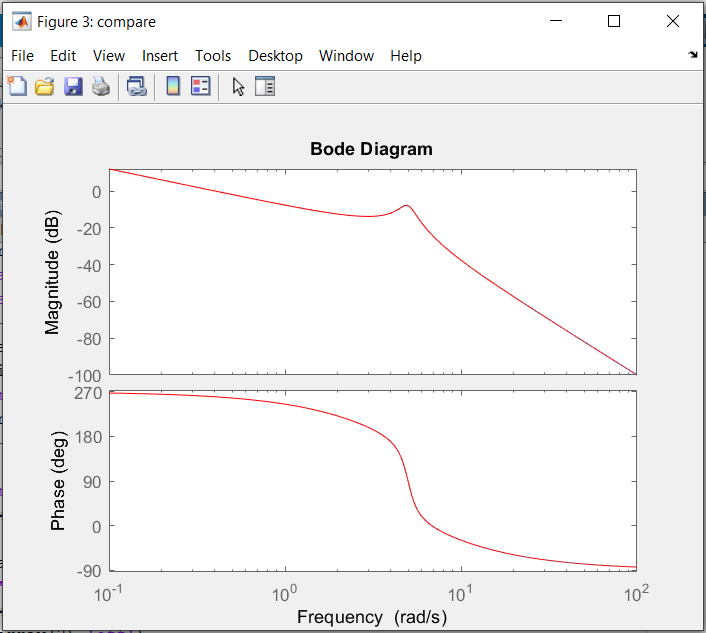 Figure 3: compare
File Edit View Insert Tools Desktop Window Help
Bode Diagram
Magnitude (dB)
0
-20
-40
-60
-80
-100
Phase (deg)
270
180
90
0
-90
10-1 100 101 102
Frequency (rad/s)